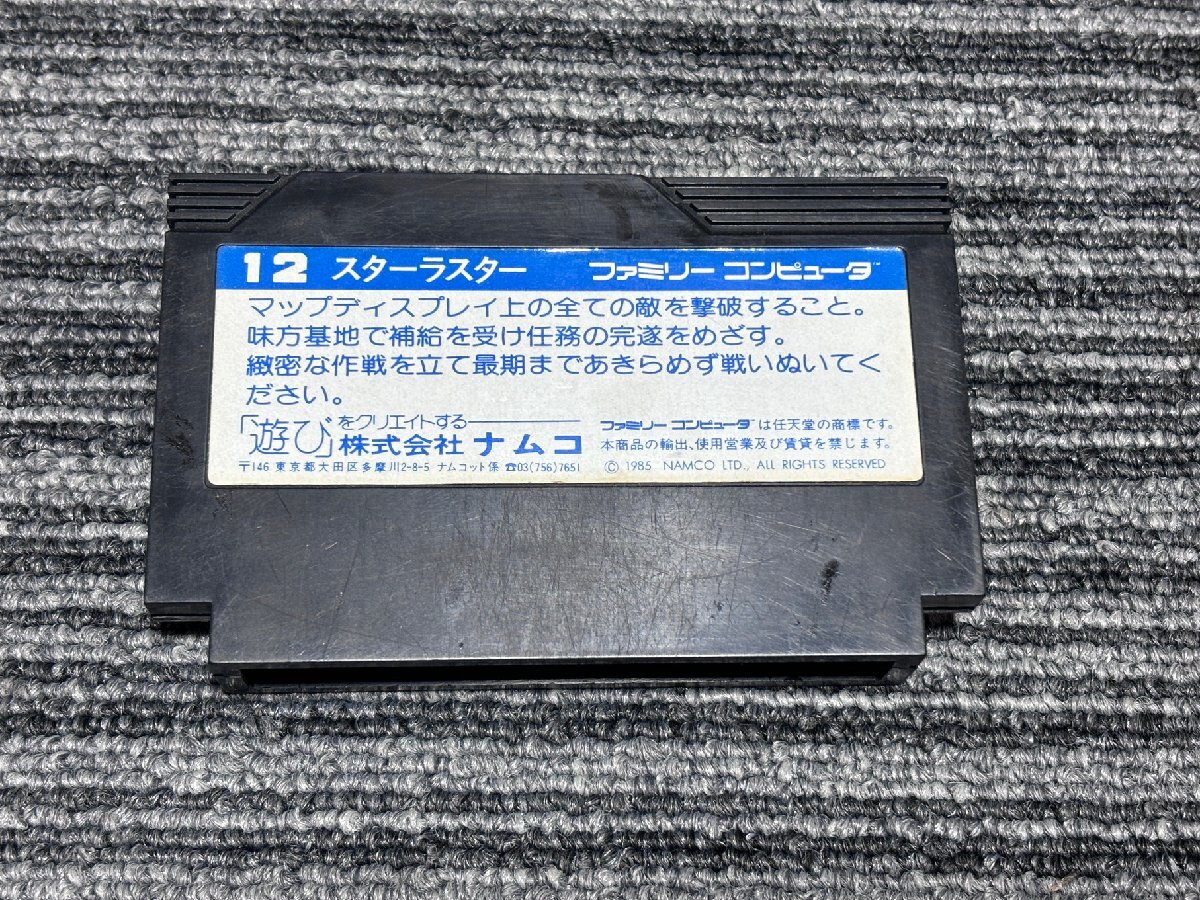 12 スターラスター ファミリー コンピュータ™
マップディスプレイ上の全ての敵を撃破すること。
味方基地で補給を受け任務の完遂をめざす。
緻密な作戦を立て最期まであきらめず戦いぬいてく
ださい。
「遊び」をクリエイトする
株式会社 ナムコ
〒146 東京都大田区多摩川2-8-5 ナムコット係 ☎03(756)7651
ファミリー コンピュータ™は任天堂の商標です。
本商品の輸出、使用営業及び賃貸を禁じます。
© 1985 NAMCO LTD., ALL RIGHTS RESERVED